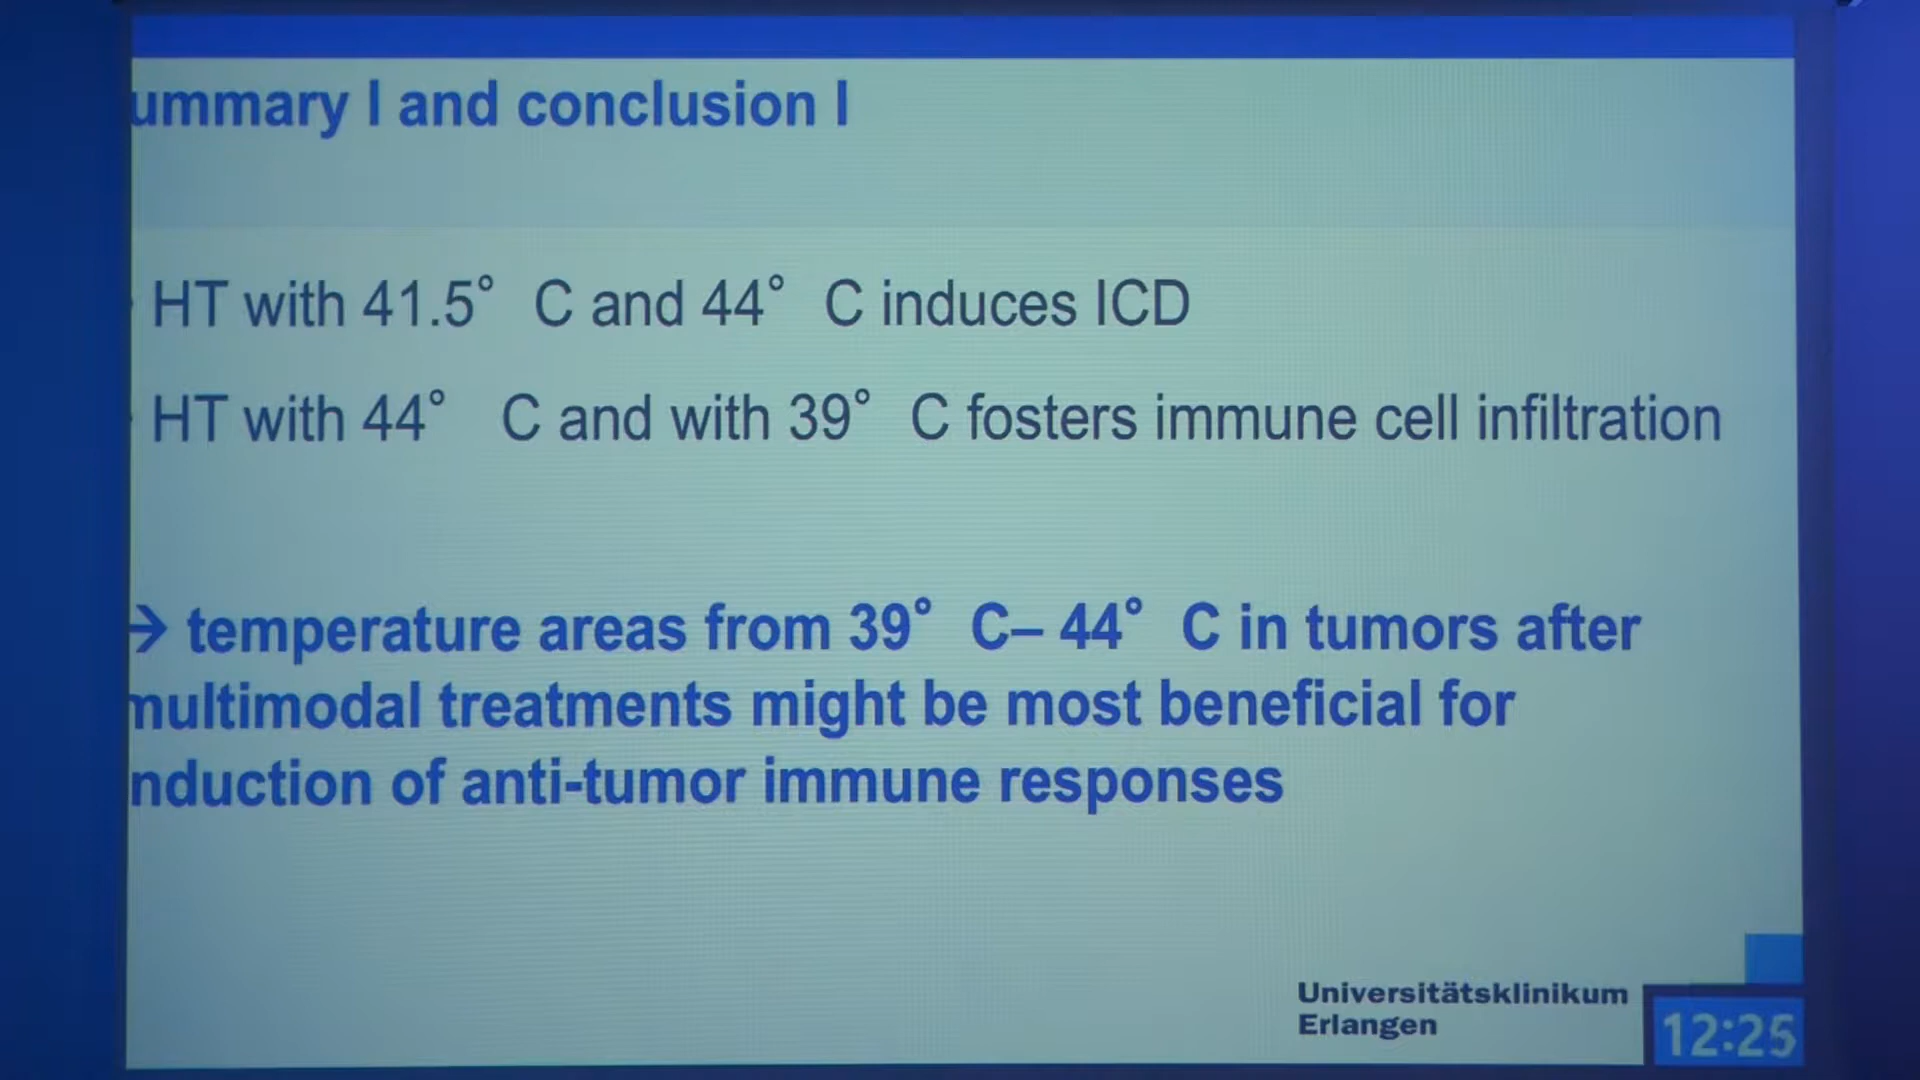 ummary I and conclusion I
HT with 41.5° C and 44° C induces ICD
HT with 44° C and with 39° C fosters immune cell infiltration
→ temperature areas from 39° C– 44° C in tumors after
multimodal treatments might be most beneficial for
nduction of anti-tumor immune responses
Universitätsklinikum
Erlangen
12:25